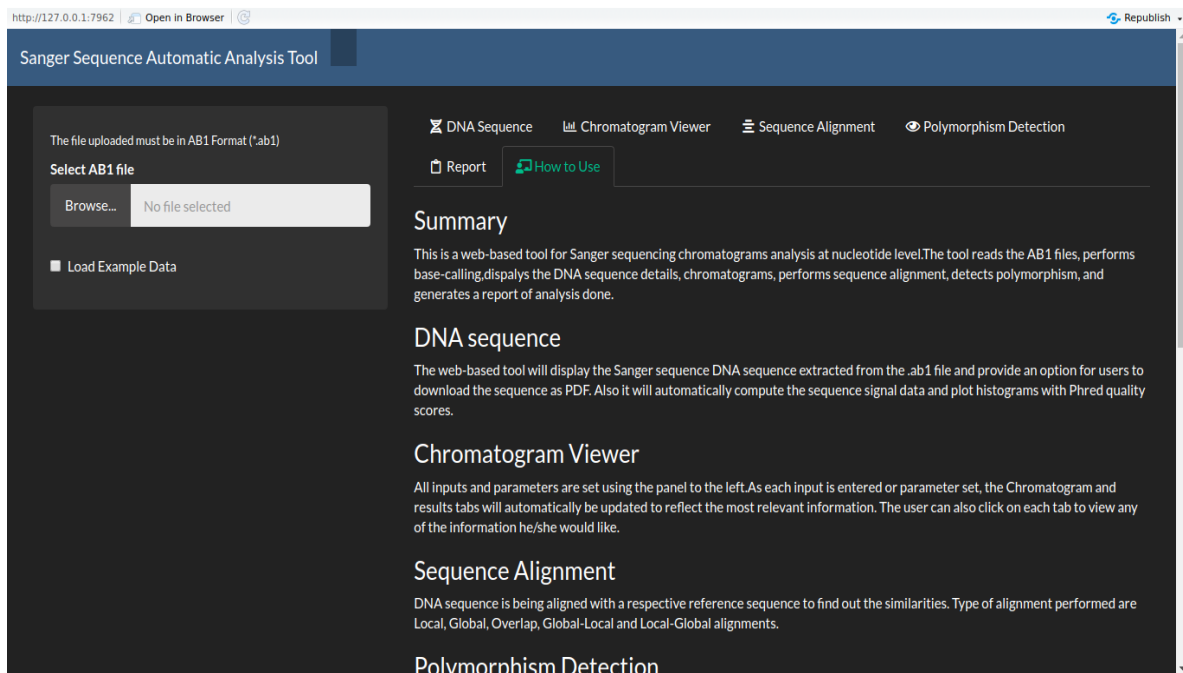 http://127.0.0.1:7962 Open in Browser Republish
Sanger Sequence Automatic Analysis Tool
The file uploaded must be in AB1 Format (*.ab1)
Select AB1 file
Browse... No file selected
Load Example Data
DNA Sequence Chromatogram Viewer Sequence Alignment Polymorphism Detection
Report How to Use
Summary
This is a web-based tool for Sanger sequencing chromatograms analysis at nucleotide level.The tool reads the AB1 files, performs
base-calling,dispalys the DNA sequence details, chromatograms, performs sequence alignment, detects polymorphism, and
generates a report of analysis done.
DNA sequence
The web-based tool will display the Sanger sequence DNA sequence extracted from the .ab1 file and provide an option for users to
download the sequence as PDF. Also it will automatically compute the sequence signal data and plot histograms with Phred quality
scores.
Chromatogram Viewer
All inputs and parameters are set using the panel to the left.As each input is entered or parameter set, the Chromatogram and
results tabs will automatically be updated to reflect the most relevant information. The user can also click on each tab to view any
of the information he/she would like.
Sequence Alignment
DNA sequence is being aligned with a respective reference sequence to find out the similarities. Type of alignment performed are
Local, Global, Overlap, Global-Local and Local-Global alignments.
Polymorphism Detection